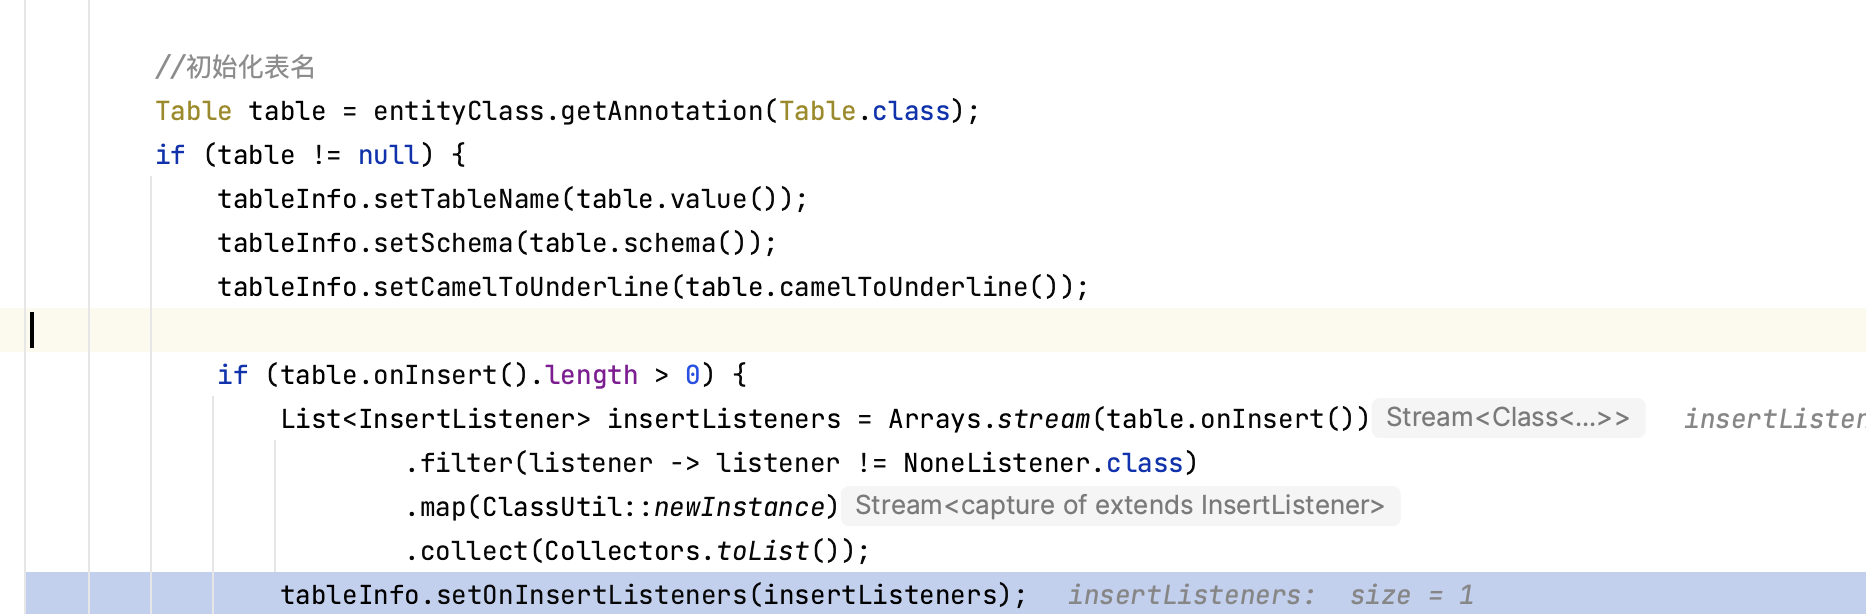 //初始化表名
Table table = entityClass.getAnnotation(Table.class);
if (table != null) {
tableInfo.setTableName(table.value());
tableInfo.setSchema(table.schema());
tableInfo.setCamelToUnderline(table.camelToUnderline());
if (table.onInsert().length > 0) {
List<InsertListener> insertListeners = Arrays.stream(table.onInsert()) Stream<Class<...>> insertListen
.filter(listener -> listener != NoneListener.class)
.map(ClassUtil::newInstance) Stream<capture of extends InsertListener>
.collect(Collectors.toList());
tableInfo.setOnInsertListeners(insertListeners); insertListeners: size = 1